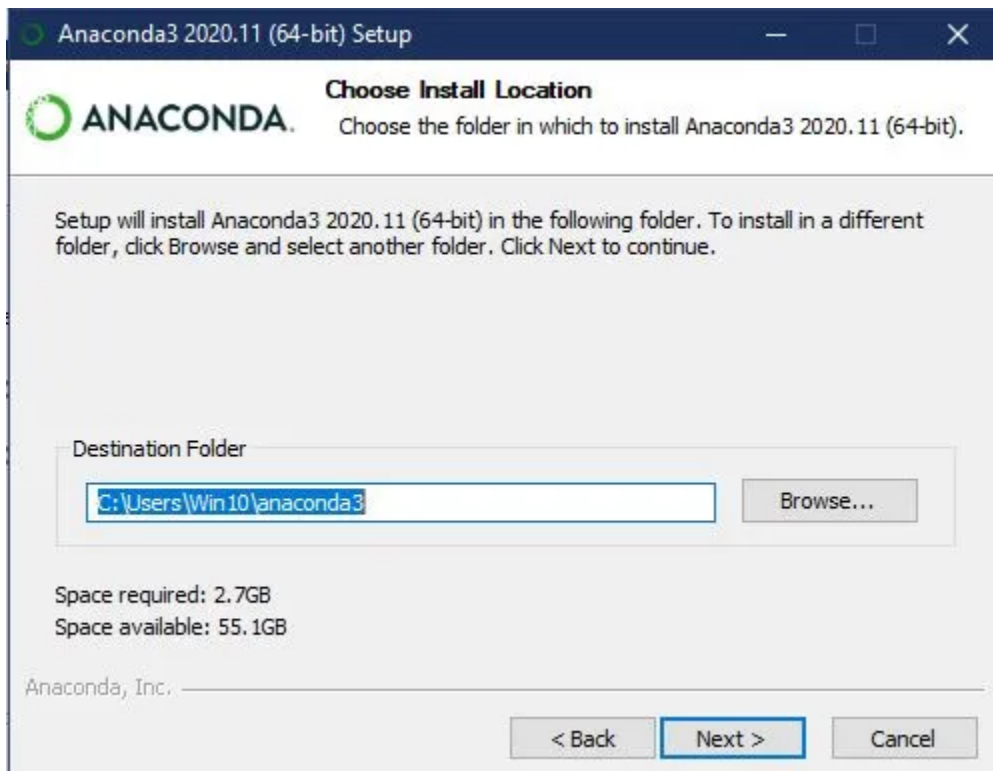 Anaconda3 2020.11 (64-bit) Setup
ANACONDA.
Choose Install Location
Choose the folder in which to install Anaconda3 2020.11 (64-bit).
Setup will install Anaconda3 2020.11 (64-bit) in the following folder. To install in a different
folder, click Browse and select another folder. Click Next to continue.
Destination Folder
C:\Users\Win10\anaconda3
Browse...
Space required: 2.7GB
Space available: 55.1GB
Anaconda, Inc.
< Back
Next >
Cancel